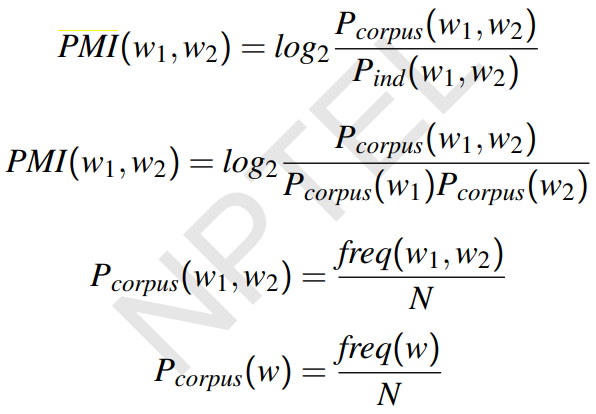 PMI(w₁,w₂) = log₂ P_corpus(w₁,w₂) / P_ind(w₁,w₂)
PMI(w₁,w₂) = log₂ P_corpus(w₁,w₂) / P_corpus(w₁)P_corpus(w₂)
P_corpus(w₁,w₂) = freq(w₁,w₂) / N
P_corpus(w) = freq(w) / N
NPTEL